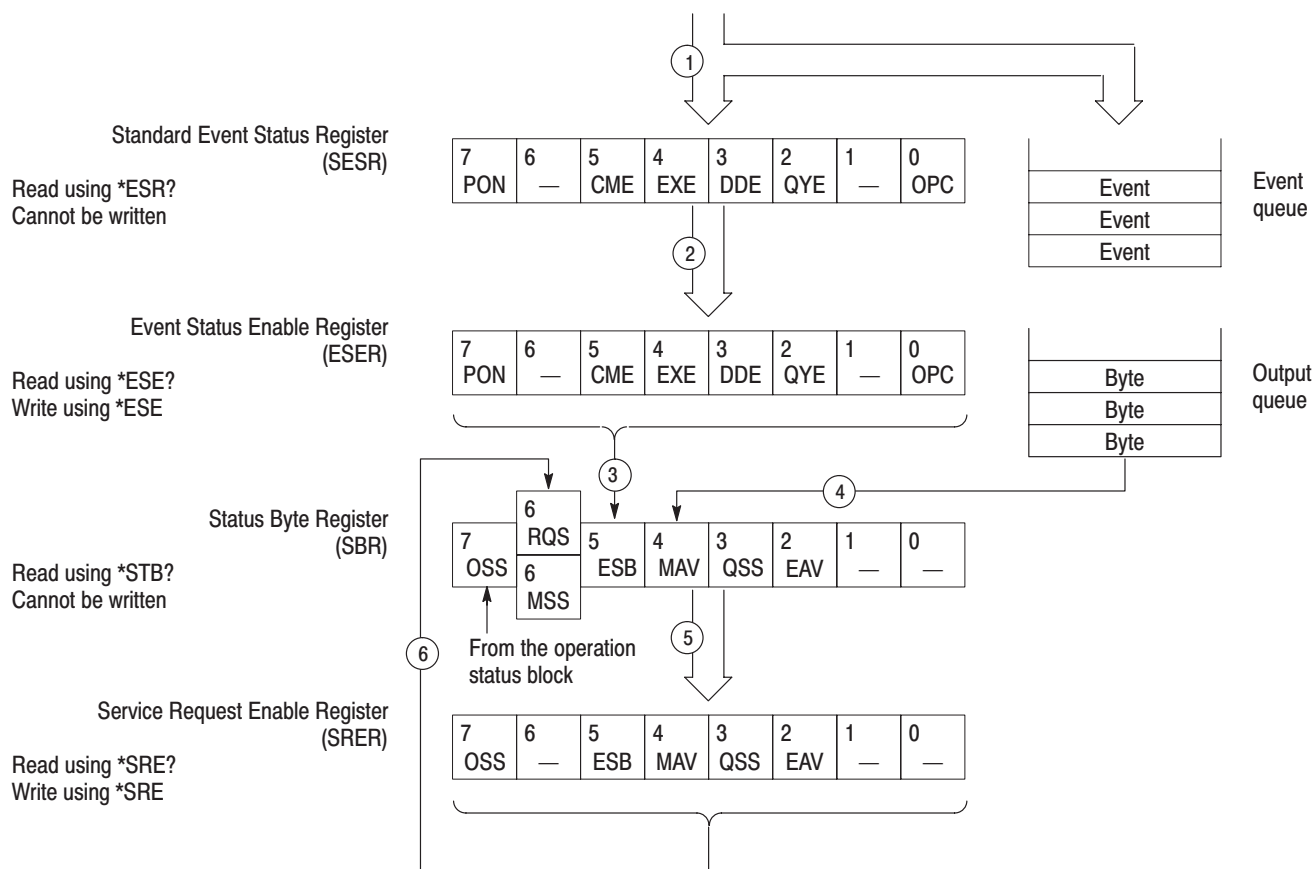 1
Standard Event Status Register
(SESR)
Read using *ESR?
Cannot be written
7 6 5 4 3 2 1 0
PON — CME EXE DDE QYE — OPC
Event
Event
Event
Event
queue
2
Event Status Enable Register
(ESER)
Read using *ESE?
Write using *ESE
7 6 5 4 3 2 1 0
PON — CME EXE DDE QYE — OPC
Byte
Byte
Byte
Output
queue
3
4
Status Byte Register
(SBR)
Read using *STB?
Cannot be written
6
RQS
7 5 4 3 2 1 0
OSS ESB MAV QSS EAV — —
6
MSS
From the operation
status block
5
6
Service Request Enable Register
(SRER)
Read using *SRE?
Write using *SRE
7 6 5 4 3 2 1 0
OSS — ESB MAV QSS EAV — —